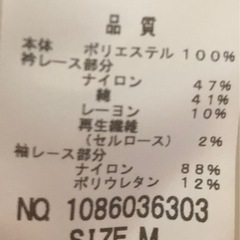 品質
本体 ポリエステル 100%
衿レース部分
ナイロン 47%
綿 41%
レーヨン 10%
再生繊維
(セルロース) 2%
袖レース部分
ナイロン 88%
ポリウレタン 12%
NO. 1086036303
SIZE M